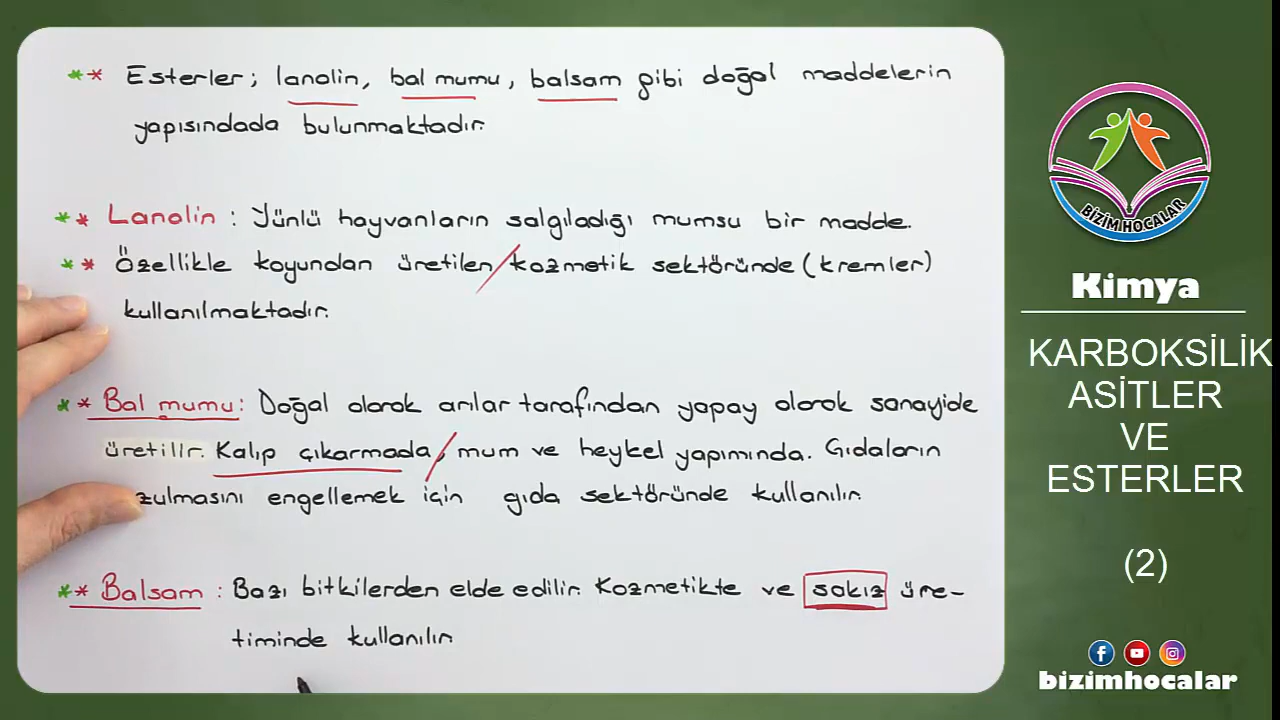 ** Esterler; lanolin, bal mumu, balsam gibi doğal maddelerin
yapısındada bulunmaktadır.
** Lanolin : Yünlü hayvanların salgıladığı mumsu bir madde.
** Özellikle koyundan üretilen/kozmetik sektöründe (kremler)
kullanılmaktadır.
** Bal mumu: Doğal olarak arılar tarafından yapay olarak sanayide
üretilir. Kalıp çıkarmada, mum ve heykel yapımında. Gıdaların
zulmasını engellemek için gıda sektöründe kullanılır.
** Balsam : Bazı bitkilerden elde edilir. Kozmetikte ve sakız üre-
timinde kullanılır.
BİZİM HOCALAR
Kimya
KARBOKSİLİK
ASİTLER
VE
ESTERLER
(2)
bizimhocalar